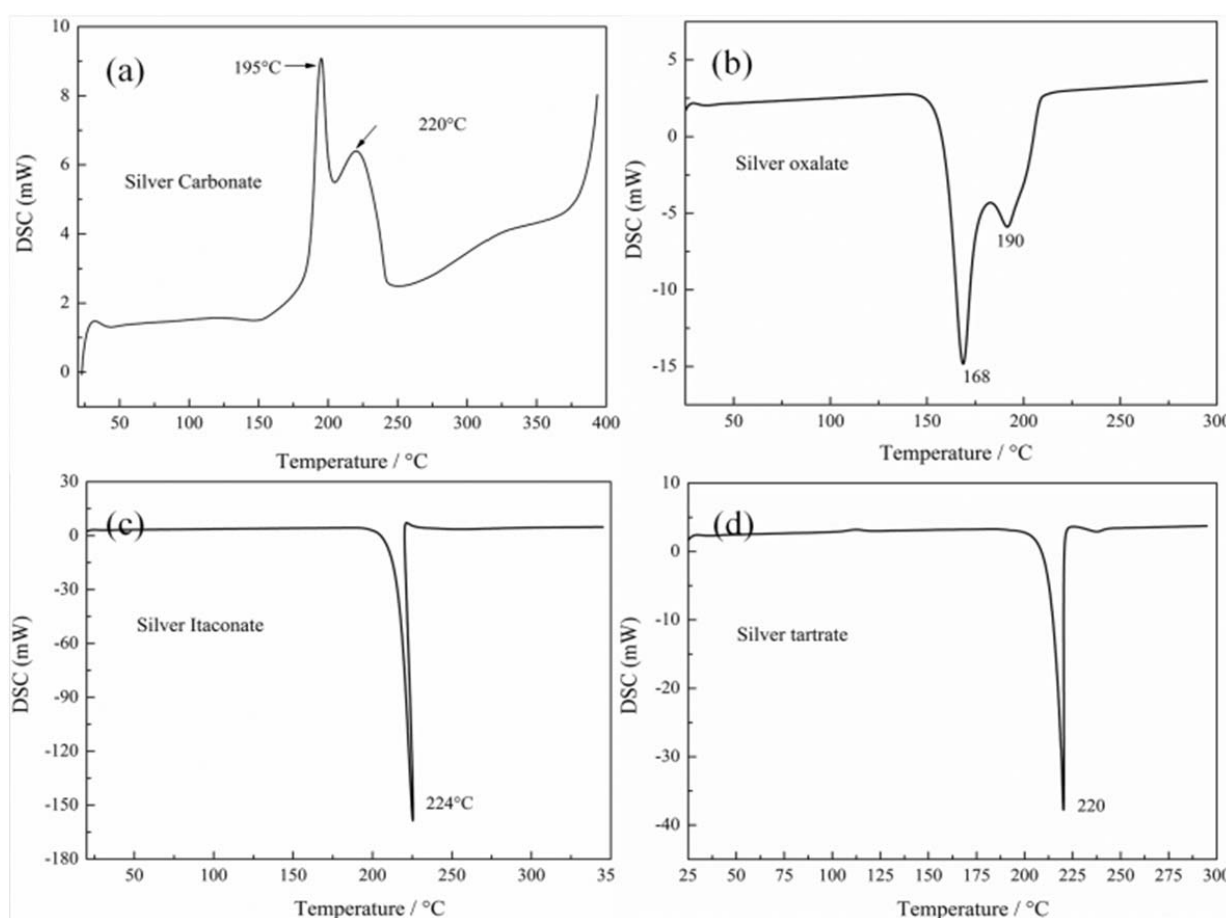 (a)
195°C
220°C
Silver Carbonate
DSC (mW)
10
8
6
4
2
0
50 100 150 200 250 300 350 400
Temperature / °C
(b)
Silver oxalate
168
190
DSC (mW)
5
0
-5
-10
-15
50 100 150 200 250 300
Temperature / °C
(c)
Silver Itaconate
224°C
DSC (mW)
30
0
-30
-60
-90
-120
-150
-180
50 100 150 200 250 300 35
Temperature / °C
(d)
Silver tartrate
220
DSC (mW)
10
0
-10
-20
-30
-40
25 50 75 100 125 150 175 200 225 250 275 300
Temperature / °C